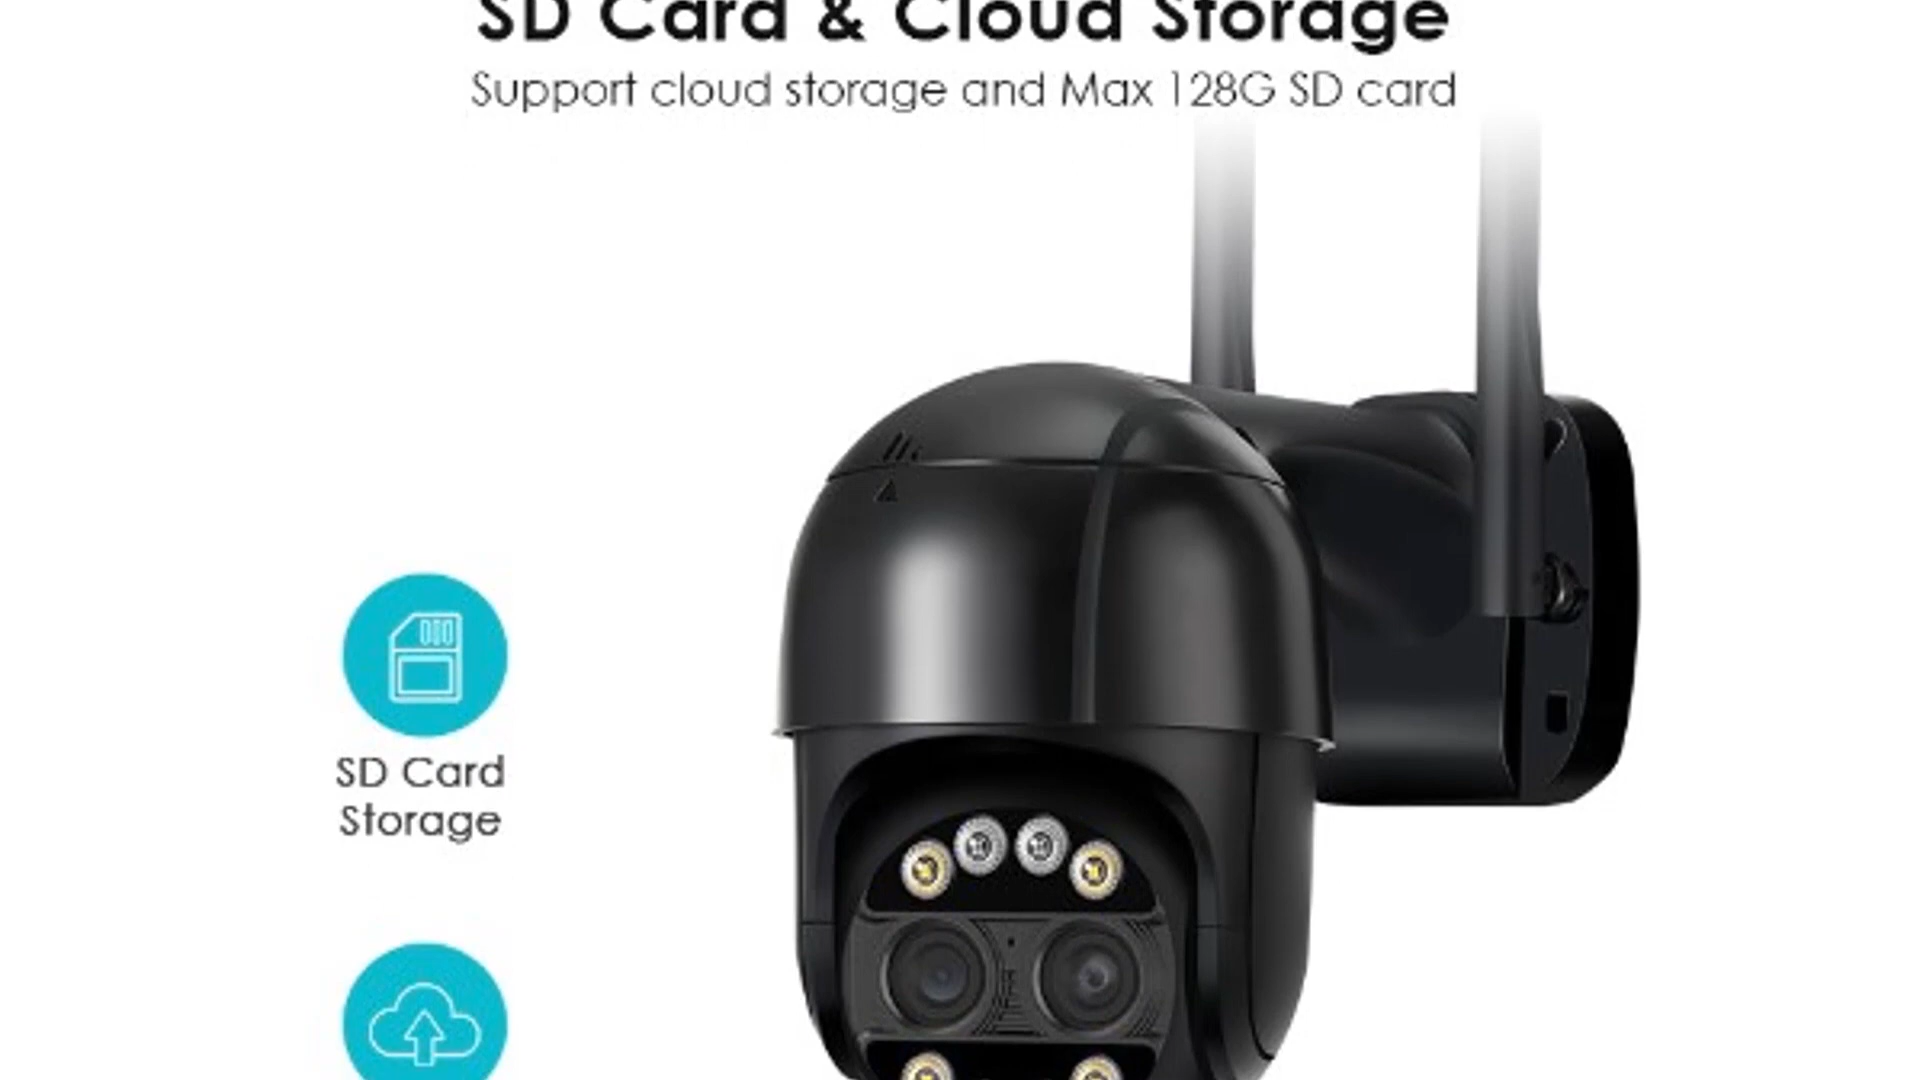 SD Card & Cloud Storage
Support cloud storage and Max 128G SD card
SD Card
Storage